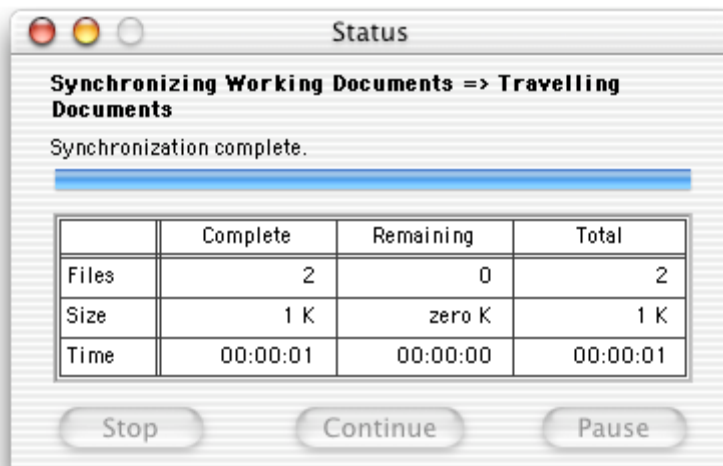 Status
Synchronizing Working Documents => Travelling
Documents
Synchronization complete.
Complete Remaining Total
Files 2 0 2
Size 1 K zero K 1 K
Time 00:00:01 00:00:00 00:00:01
Stop Continue Pause